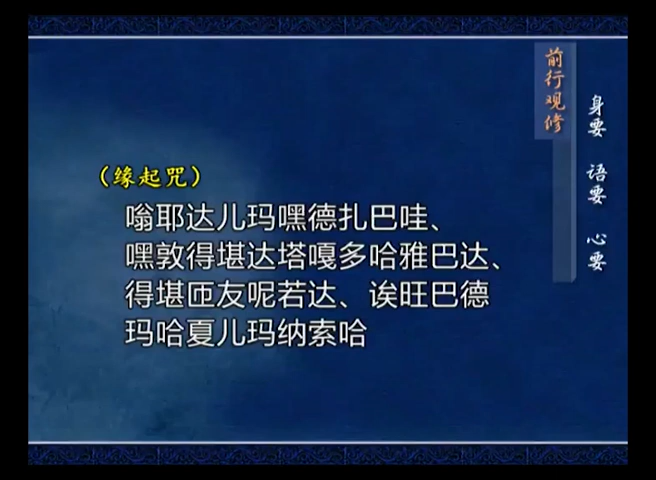 前行观修
身要 语要 心要
（缘起咒）
嗡耶达儿玛嘿德扎巴哇、
嘿敦得堪达塔嘎多哈雅巴达、
得堪匝友呢若达、诶旺巴德
玛哈夏儿玛纳索哈